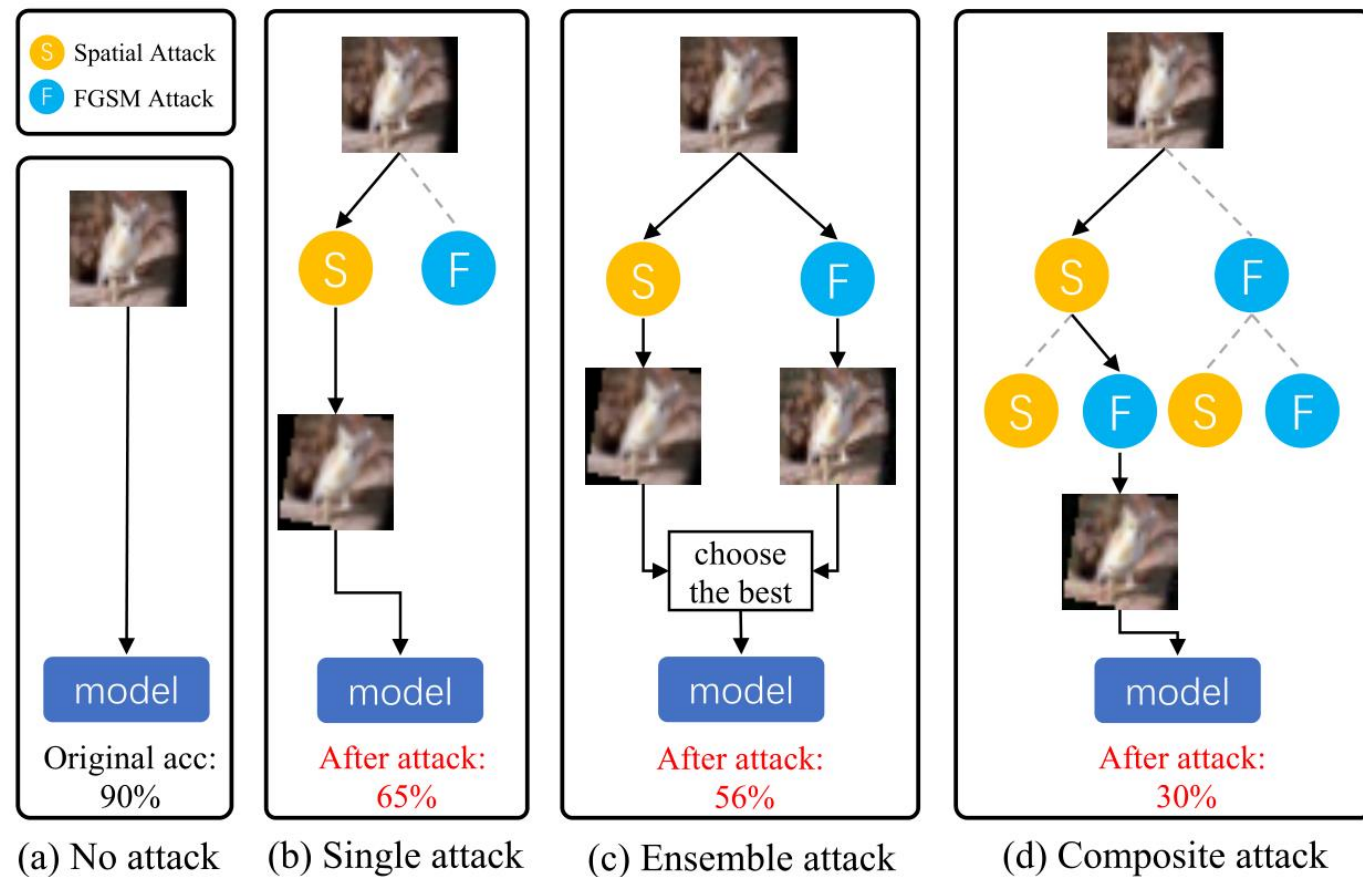 S Spatial Attack
F FGSM Attack
model
Original acc:
90%
(a) No attack
S F
model
After attack:
65%
(b) Single attack
S F
choose
the best
model
After attack:
56%
(c) Ensemble attack
S F
S F S F
model
After attack:
30%
(d) Composite attack